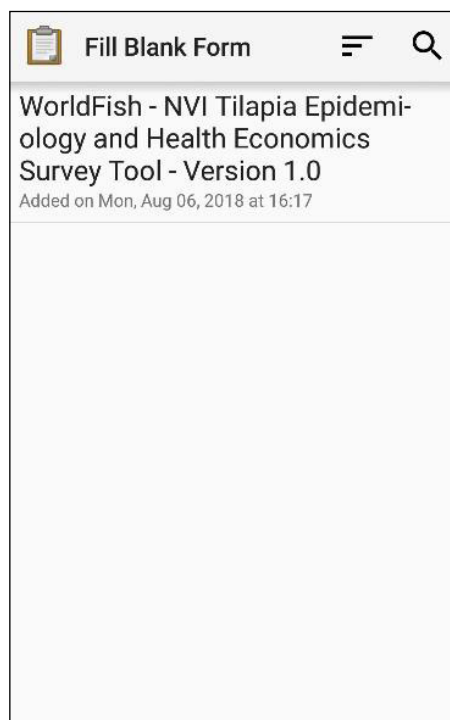 Fill Blank Form
WorldFish - NVI Tilapia Epidemi-
ology and Health Economics
Survey Tool - Version 1.0
Added on Mon, Aug 06, 2018 at 16:17